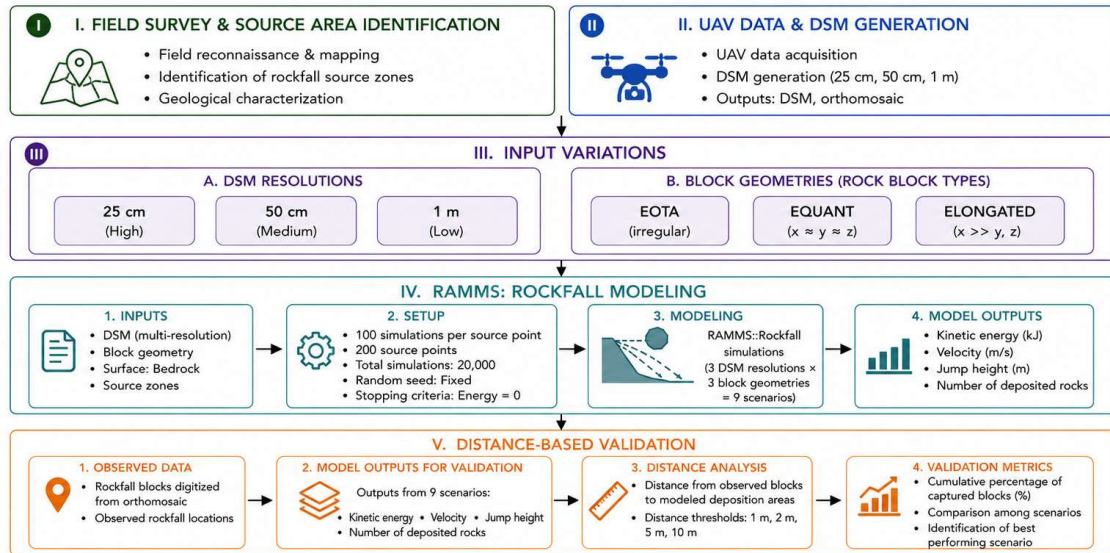 I
I. FIELD SURVEY & SOURCE AREA IDENTIFICATION
• Field reconnaissance & mapping
• Identification of rockfall source zones
• Geological characterization
II
II. UAV DATA & DSM GENERATION
• UAV data acquisition
• DSM generation (25 cm, 50 cm, 1 m)
• Outputs: DSM, orthomosaic
III
III. INPUT VARIATIONS
A. DSM RESOLUTIONS
25 cm
(High)
50 cm
(Medium)
1 m
(Low)
B. BLOCK GEOMETRIES (ROCK BLOCK TYPES)
EOTA
(irregular)
EQUANT
(x ≈ y ≈ z)
ELONGATED
(x >> y, z)
IV. RAMMS: ROCKFALL MODELING
1. INPUTS
• DSM (multi-resolution)
• Block geometry
• Surface: Bedrock
• Source zones
2. SETUP
• 100 simulations per source point
• 200 source points
• Total simulations: 20,000
• Random seed: Fixed
• Stopping criteria: Energy = 0
3. MODELING
RAMMS::Rockfall
simulations
(3 DSM resolutions ×
3 block geometries
= 9 scenarios)
4. MODEL OUTPUTS
• Kinetic energy (kJ)
• Velocity (m/s)
• Jump height (m)
• Number of deposited rocks
V. DISTANCE-BASED VALIDATION
1. OBSERVED DATA
• Rockfall blocks digitized
from orthomosaic
• Observed rockfall locations
2. MODEL OUTPUTS FOR VALIDATION
Outputs from 9 scenarios:
• Kinetic energy • Velocity • Jump height
• Number of deposited rocks
3. DISTANCE ANALYSIS
• Distance from observed blocks
to modeled deposition areas
• Distance thresholds: 1 m, 2 m,
5 m, 10 m
4. VALIDATION METRICS
• Cumulative percentage of
captured blocks (%)
• Comparison among scenarios
• Identification of best
performing scenario